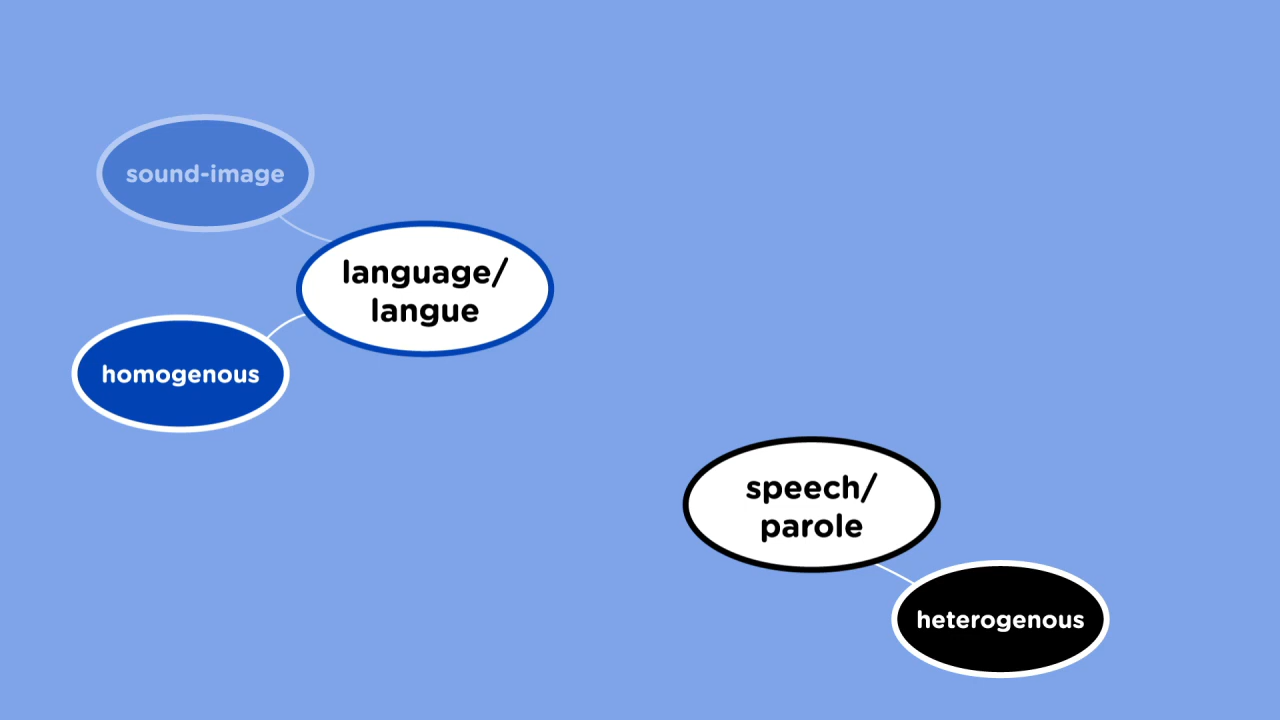 sound-image
language/
langue
homogenous
speech/
parole
heterogenous